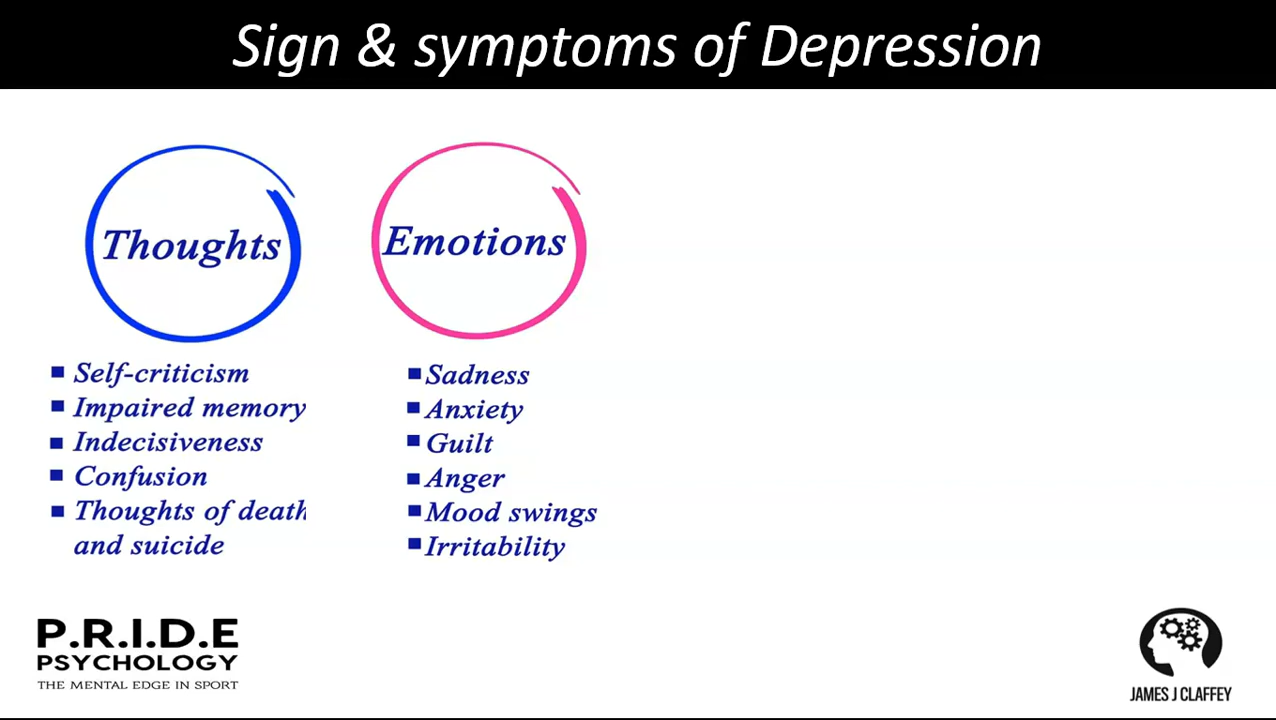 Sign & symptoms of Depression
Thoughts
Emotions
Self-criticism
Impaired memory
Indecisiveness
Confusion
Thoughts of death
and suicide
Sadness
Anxiety
Guilt
Anger
Mood swings
Irritability
P.R.I.D.E
PSYCHOLOGY
THE MENTAL EDGE IN SPORT
JAMES J CLAFFEY